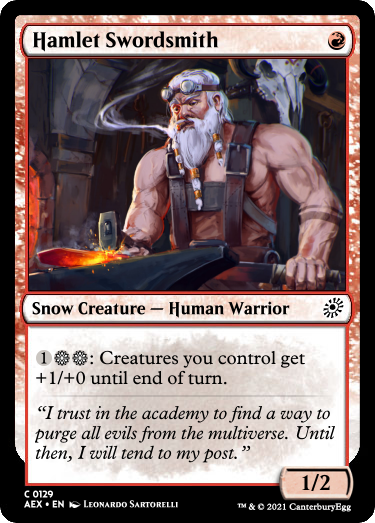 Hamlet Swordsmith
Snow Creature — Human Warrior
1: Creatures you control get
+1/+0 until end of turn.
“I trust in the academy to find a way to
purge all evils from the multiverse. Until
then, I will tend to my post.”
1/2
C 0129
AEX • EN Leonardo Sartorelli
™ & © 2021 CanterburyEgg